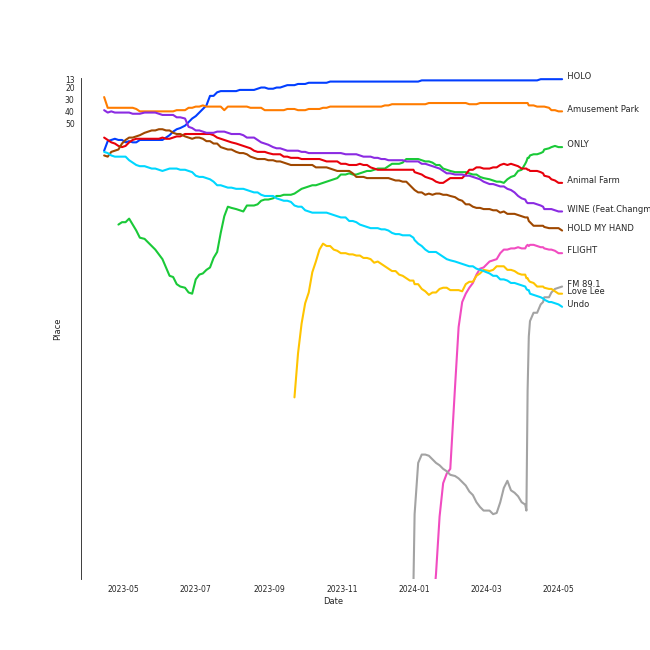 13
20
30
40
50
HOLO
Amusement Park
ONLY
Animal Farm
WINE (Feat.Changm
HOLD MY HAND
FLIGHT
FM 89.1
Love Lee
Undo
Place
2023-05 2023-07 2023-09 2023-11 2024-01 2024-03 2024-05
Date